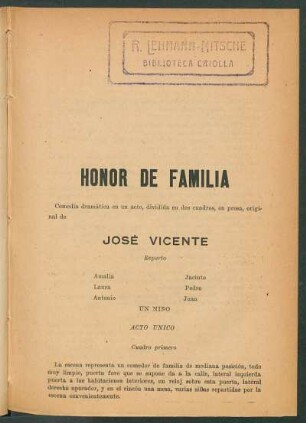 R. LEHMANN-NITSCHE
BIBLIOTECA CRIOLLA
HONOR DE FAMILIA
Comedia dramática en un acto, dividida en dos cuadros, en prosa, origi-
nal de
JOSÉ VICENTE
Reparto
Amelia Jacinto
Laura Pedro
Antonio Juan
UN NIÑO
ACTO UNICO
Cuadro primero
La escena representa un comedor de familia de mediana posición, todo
muy limpio, puerta foro que se supone da a la calle, lateral izquierda
puerta a las habitaciones interiores, un reloj sobre esta puerta, lateral
derecha aparador, y en el rincón una mesa, varias sillas repartidas por la
escena convenientemente.